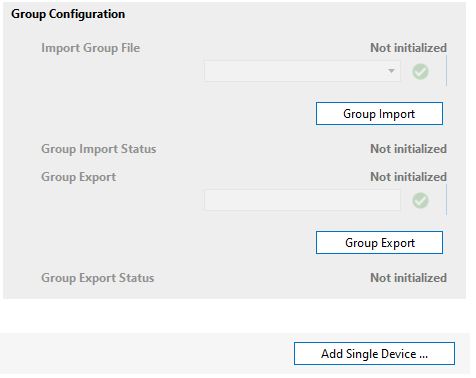 Group Configuration
Import Group File Not initialized
Group Import
Group Import Status Not initialized
Group Export Not initialized
Group Export
Group Export Status Not initialized
Add Single Device ...